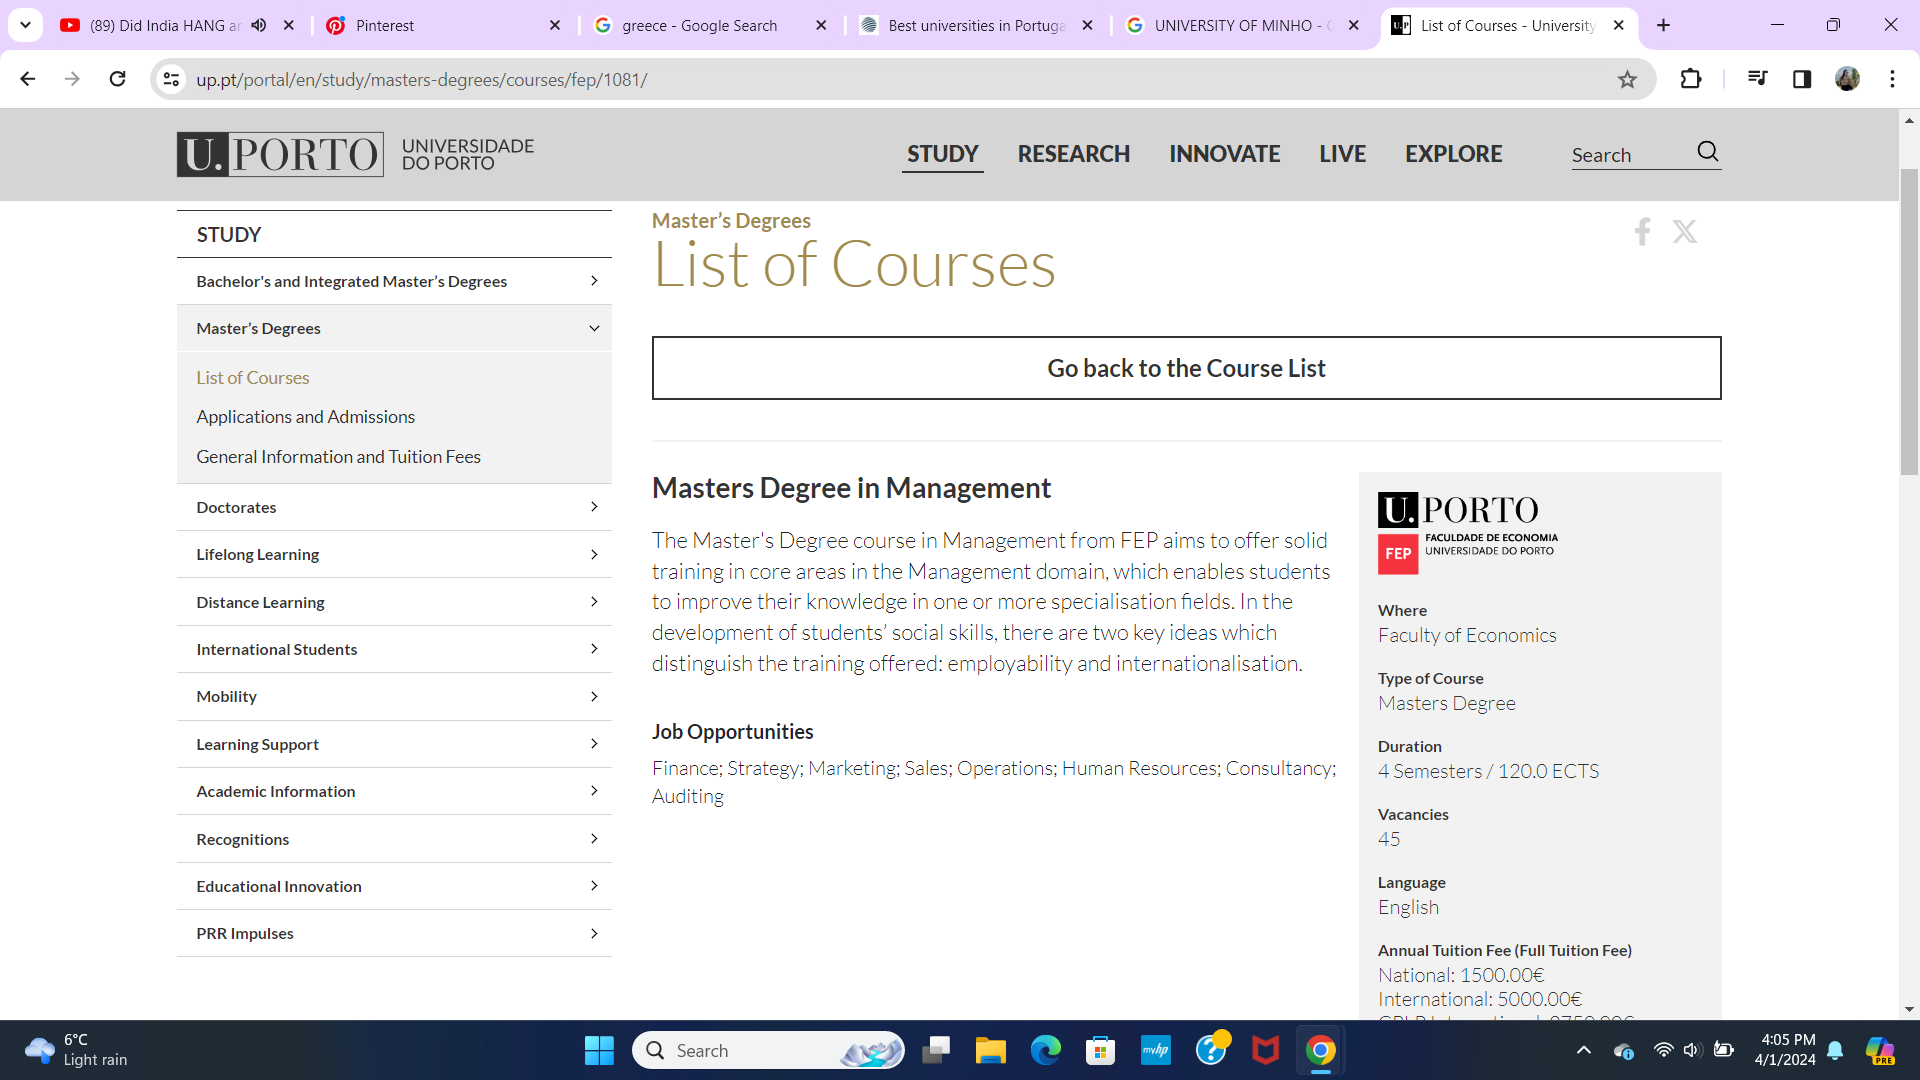 (89) Did India HANG ar
Pinterest
greece - Google Search
Best universities in Portuga
UNIVERSITY OF MINHO - G
List of Courses - University
up.pt/portal/en/study/masters-degrees/courses/fep/1081/
U.PORTO
UNIVERSIDADE
DO PORTO
STUDY
RESEARCH
INNOVATE
LIVE
EXPLORE
Search
STUDY
Bachelor's and Integrated Master’s Degrees
Master’s Degrees
List of Courses
Applications and Admissions
General Information and Tuition Fees
Doctorates
Lifelong Learning
Distance Learning
International Students
Mobility
Learning Support
Academic Information
Recognitions
Educational Innovation
PRR Impulses
Master’s Degrees
List of Courses
Go back to the Course List
Masters Degree in Management
The Master's Degree course in Management from FEP aims to offer solid
training in core areas in the Management domain, which enables students
to improve their knowledge in one or more specialisation fields. In the
development of students’ social skills, there are two key ideas which
distinguish the training offered: employability and internationalisation.
Job Opportunities
Finance; Strategy; Marketing; Sales; Operations; Human Resources; Consultancy;
Auditing
U.PORTO
FEP
FACULDADE DE ECONOMIA
UNIVERSIDADE DO PORTO
Where
Faculty of Economics
Type of Course
Masters Degree
Duration
4 Semesters / 120.0 ECTS
Vacancies
45
Language
English
Annual Tuition Fee (Full Tuition Fee)
National: 1500.00€
International: 5000.00€
6°C
Light rain
Search
myhp
PRE
4:05 PM
4/1/2024